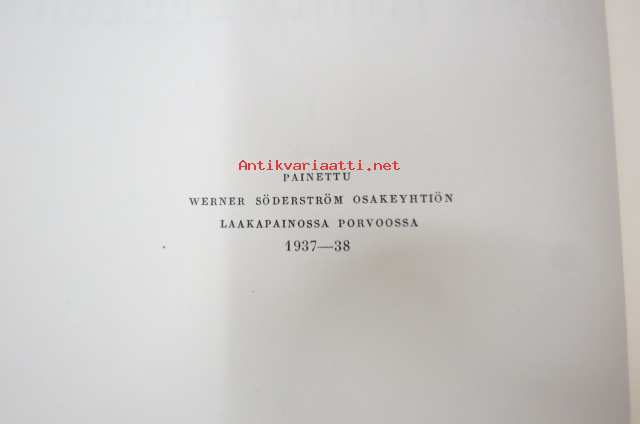 Antikvariaatti.net
PAINETTU
WERNER SÖDERSTRÖM OSAKEYHTIÖN
LAAKAPAINOSSA PORVOOSSA
1937—38